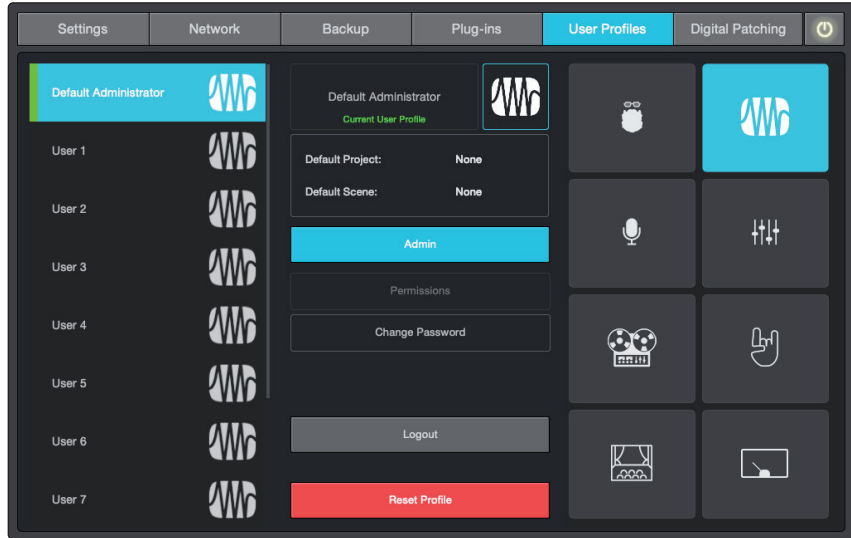 Settings
Network
Backup
Plug-ins
User Profiles
Digital Patching
Default Administrator
User 1
User 2
User 3
User 4
User 5
User 6
User 7
Default Administrator
Current User Profile
Default Project: None
Default Scene: None
Admin
Permissions
Change Password
Logout
Reset Profile